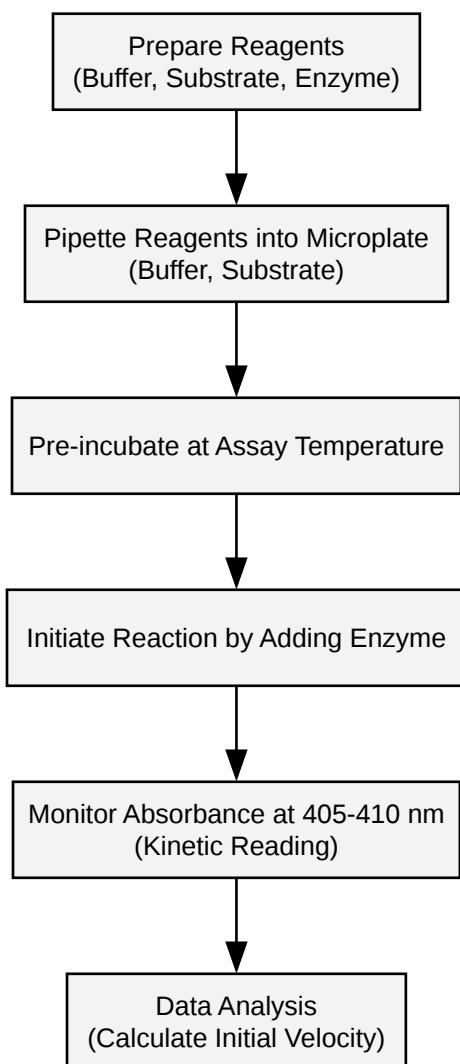 Prepare Reagents
(Buffer, Substrate, Enzyme)
Pipette Reagents into Microplate
(Buffer, Substrate)
Pre-incubate at Assay Temperature
Initiate Reaction by Adding Enzyme
Monitor Absorbance at 405-410 nm
(Kinetic Reading)
Data Analysis
(Calculate Initial Velocity)